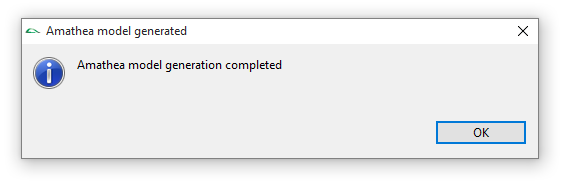 Amathea model generated
Amathea model generation completed
OK